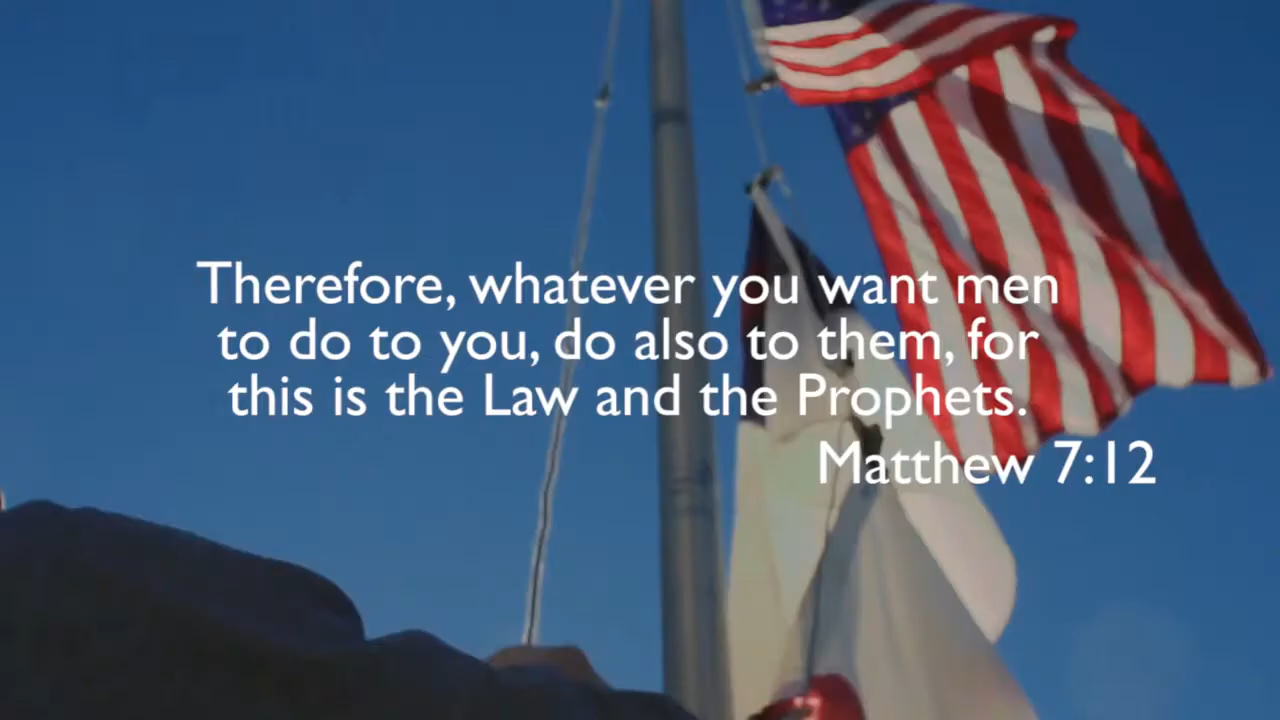 Therefore, whatever you want men
to do to you, do also to them, for
this is the Law and the Prophets.
Matthew 7:12